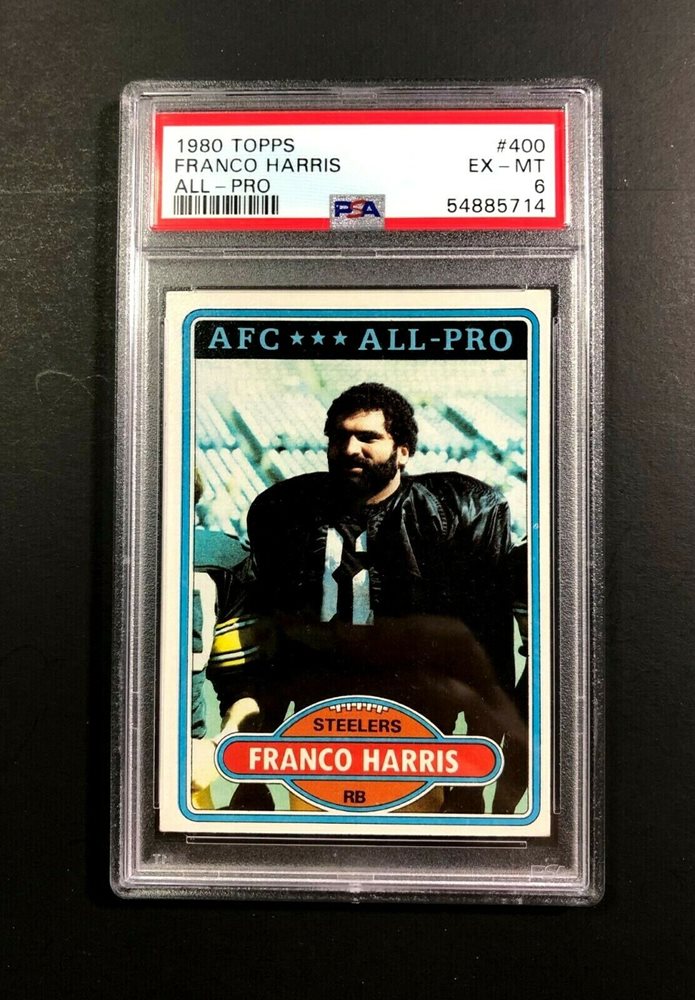 1980 TOPPS #400
FRANCO HARRIS EX - MT
ALL - PRO 6
PSA 54885714
AFC ★★★ ALL-PRO
STEELERS
FRANCO HARRIS
RB
PSA